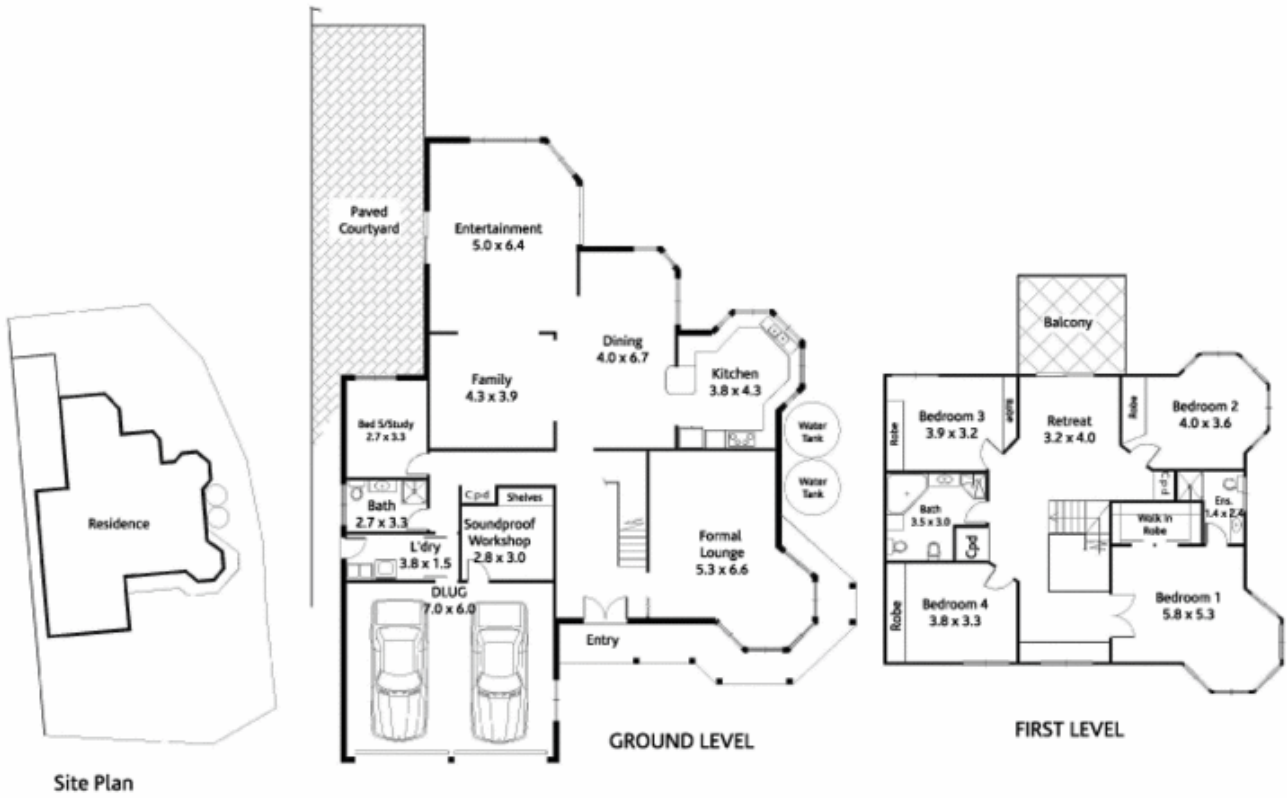 Paved
Courtyard
Entertainment
5.0 x 6.4
Dining
4.0 x 6.7
Kitchen
3.8 x 4.3
Family
4.3 x 3.9
Bed 5/Study
2.7 x 3.3
Water
Tank
Water
Tank
Cpd
Shelves
Bath
2.7 x 3.3
Soundproof
Workshop
2.8 x 3.0
L'dry
3.8 x 1.5
Formal
Lounge
5.3 x 6.6
DLUG
7.0 x 6.0
Entry
GROUND LEVEL
Residence
Site Plan
Balcony
Robe
Bedroom 3
3.9 x 3.2
Robe
Retreat
3.2 x 4.0
Robe
Bedroom 2
4.0 x 3.6
Bath
3.5 x 3.0
Cpd
Cpd
Ens.
1.4 x 2.4
Walk in
Robe
Robe
Bedroom 4
3.8 x 3.3
Bedroom 1
5.8 x 5.3
FIRST LEVEL